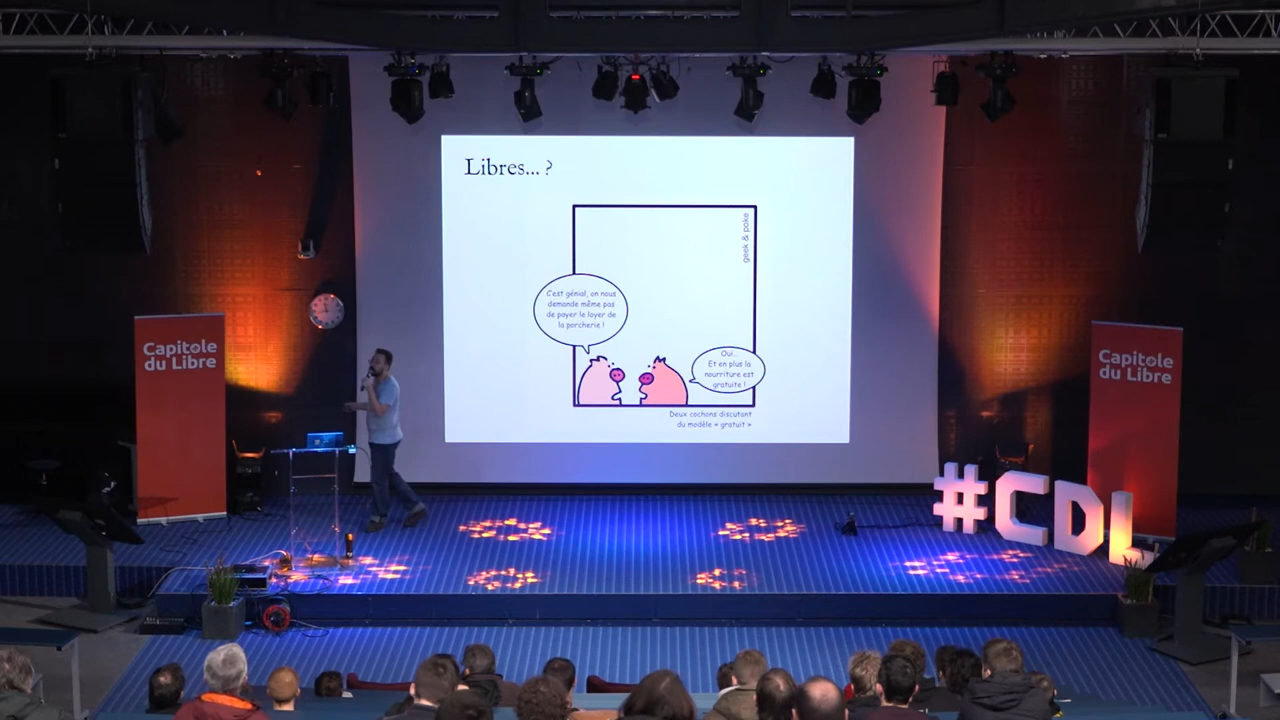 Libres... ?
geek & poke
C'est génial, on nous
demande même pas
de payer le loyer de
la porcherie !
Oui...
Et en plus la
nourriture est
gratuite !
Deux cochons discutant
du modèle « gratuit »
Capitole
du Libre
Capitole
du Libre
#CDL